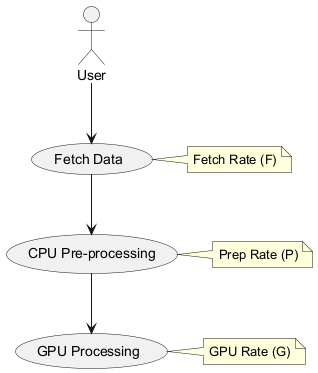 User
Fetch Data
Fetch Rate (F)
CPU Pre-processing
Prep Rate (P)
GPU Processing
GPU Rate (G)